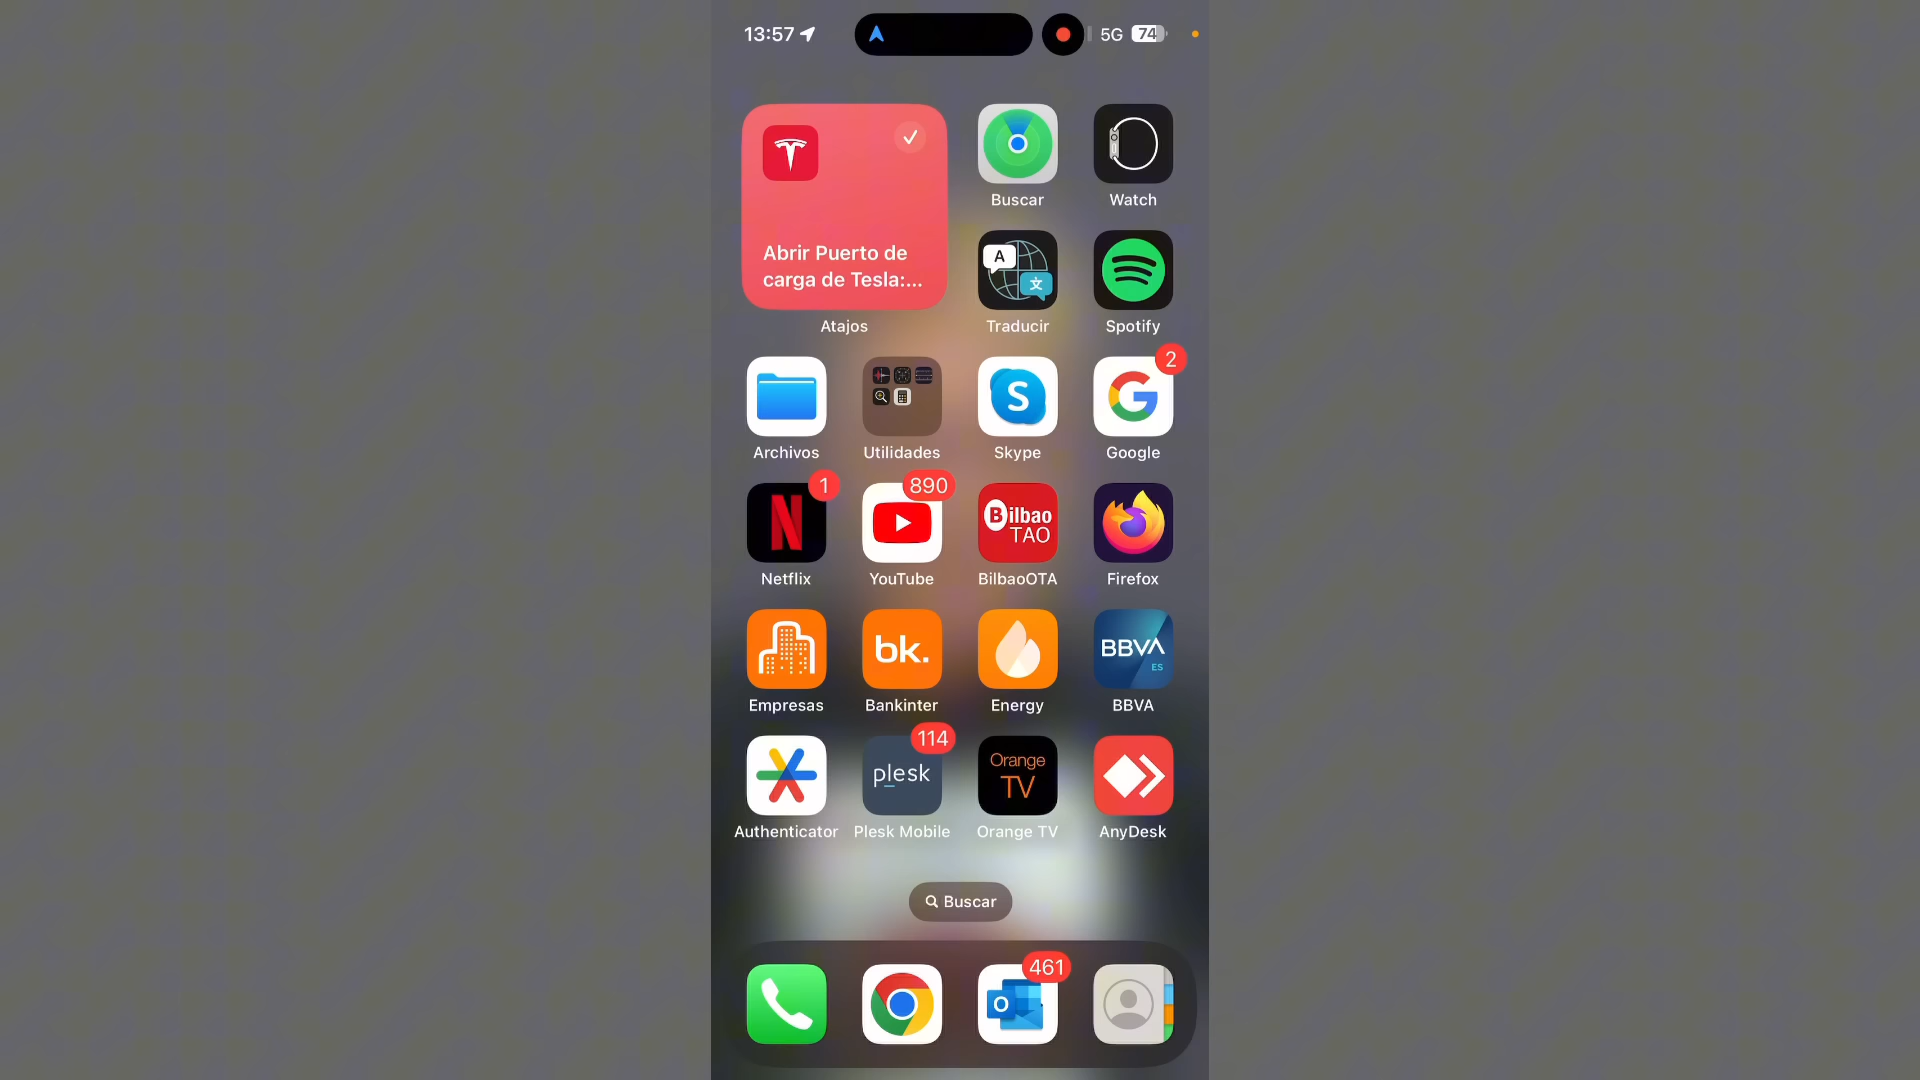 13:57
5G
74
Abrir Puerto de
carga de Tesla:...
Atajos
Buscar
Watch
A
文
Traducir
Spotify
Archivos
Utilidades
S
Skype
2
Google
1
N
Netflix
890
YouTube
Bilbao
TAO
BilbaoOTA
Firefox
Empresas
bk.
Bankinter
Energy
BBVA
ES
BBVA
Authenticator
114
plesk
Plesk Mobile
Orange
TV
Orange TV
AnyDesk
Buscar
461
O